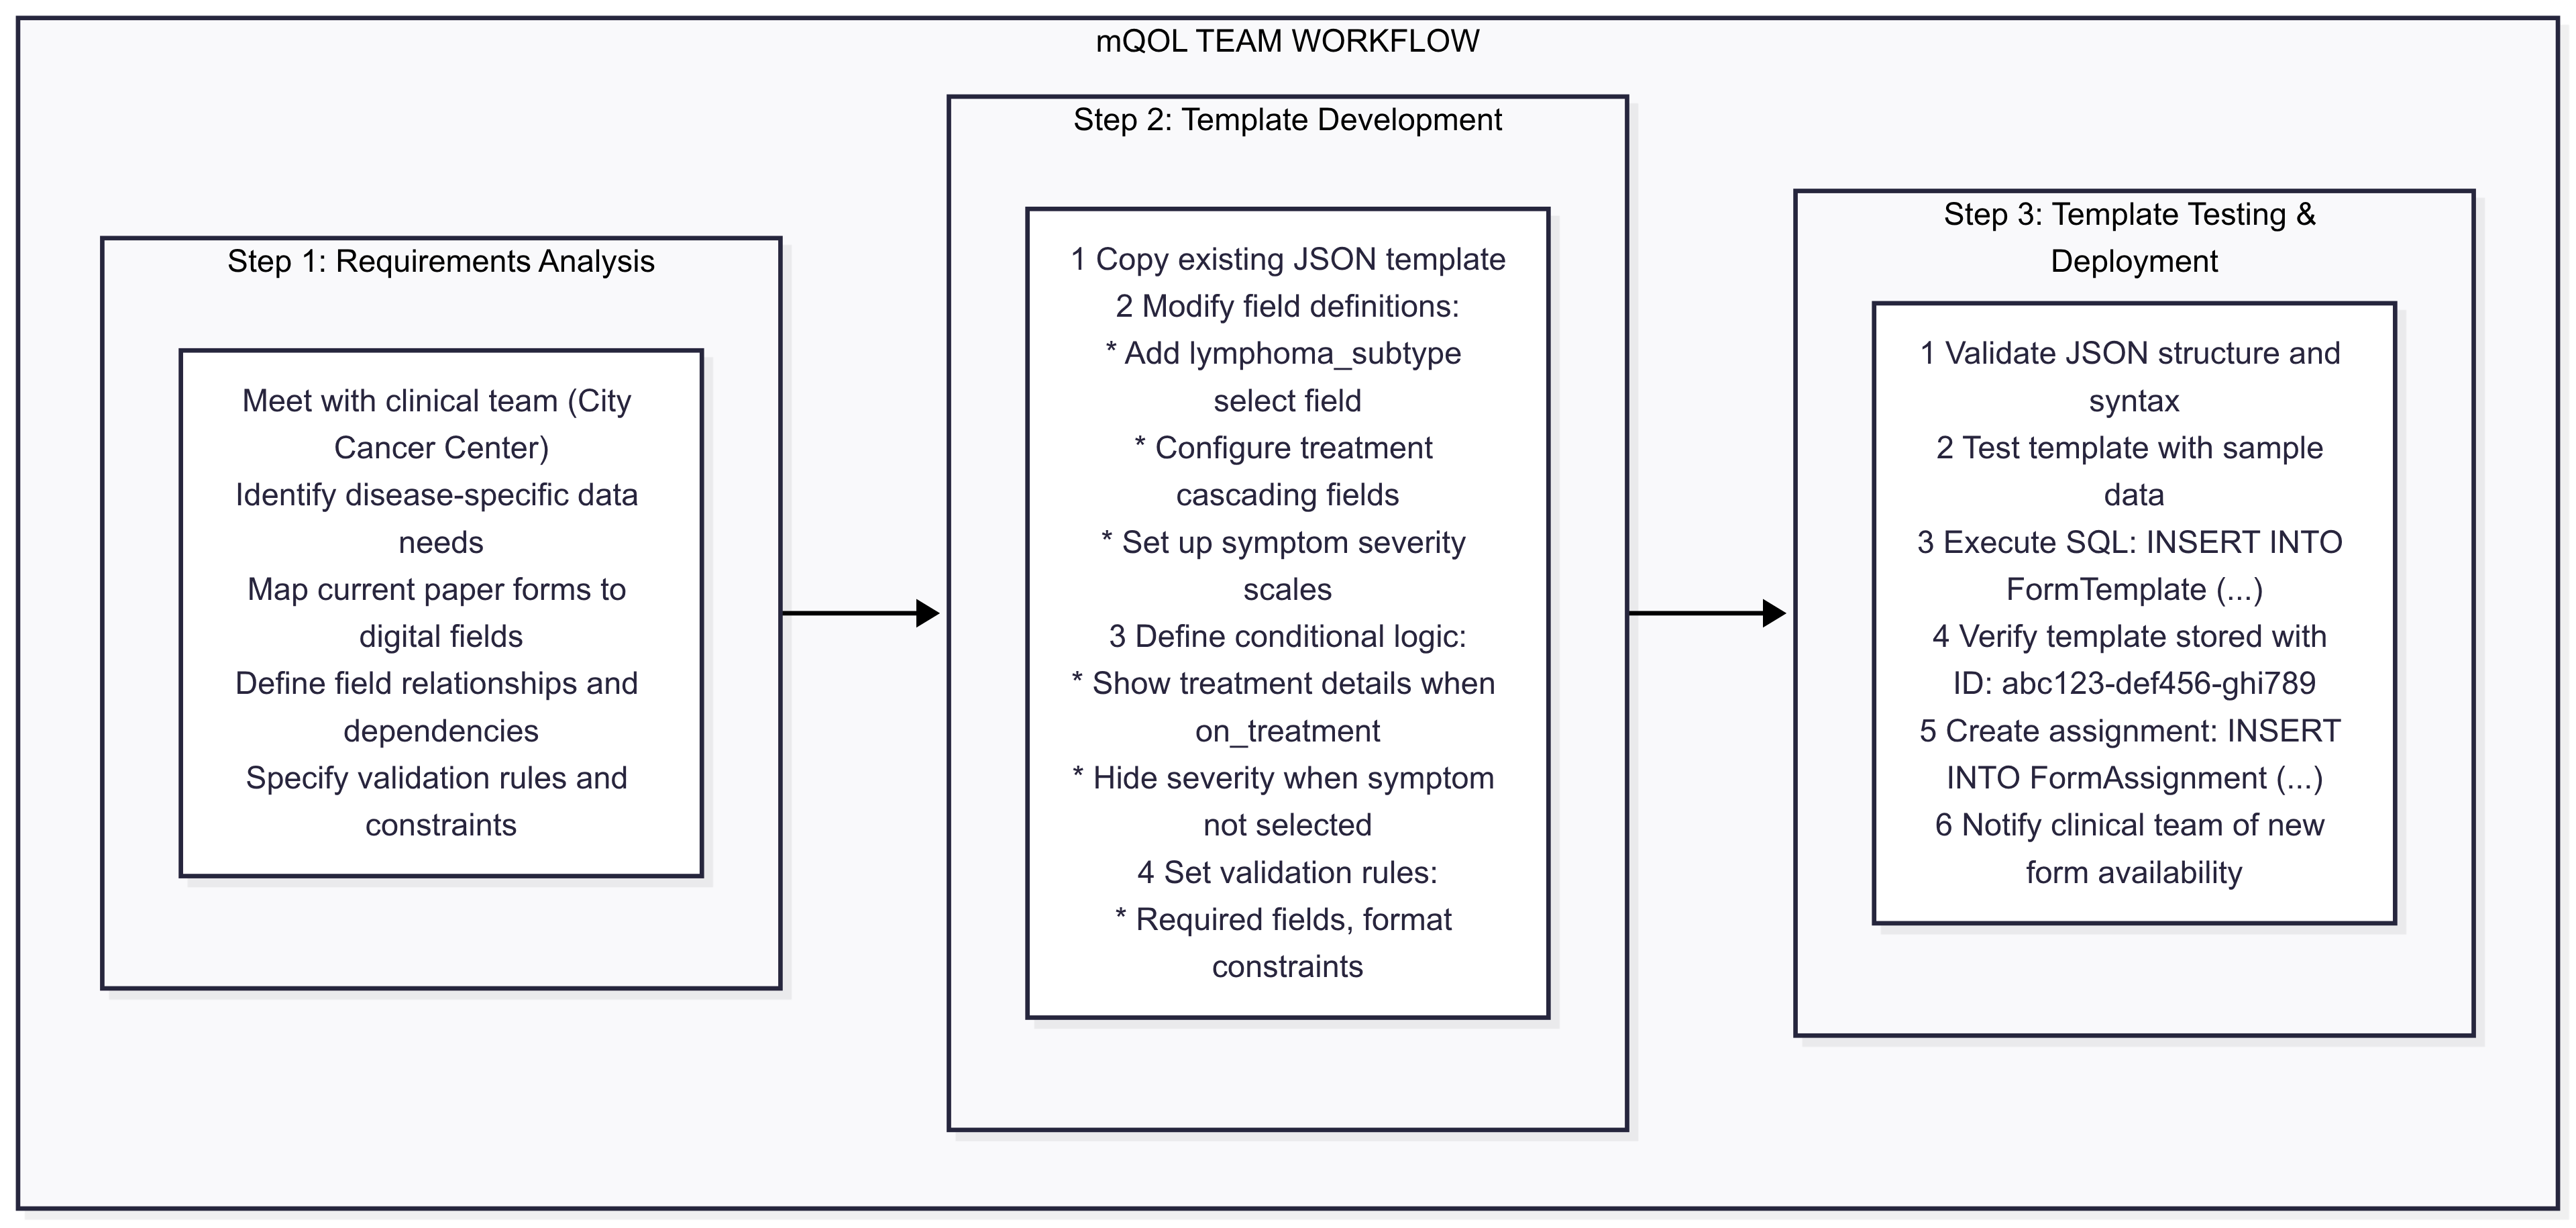 mQOL TEAM WORKFLOW
Step 1: Requirements Analysis
Meet with clinical team (City
Cancer Center)
Identify disease-specific data
needs
Map current paper forms to
digital fields
Define field relationships and
dependencies
Specify validation rules and
constraints
Step 2: Template Development
1 Copy existing JSON template
2 Modify field definitions:
* Add lymphoma_subtype
select field
* Configure treatment
cascading fields
* Set up symptom severity
scales
3 Define conditional logic:
* Show treatment details when
on_treatment
* Hide severity when symptom
not selected
4 Set validation rules:
* Required fields, format
constraints
Step 3: Template Testing &
Deployment
1 Validate JSON structure and
syntax
2 Test template with sample
data
3 Execute SQL: INSERT INTO
FormTemplate (...)
4 Verify template stored with
ID: abc123-def456-ghi789
5 Create assignment: INSERT
INTO FormAssignment (...)
6 Notify clinical team of new
form availability